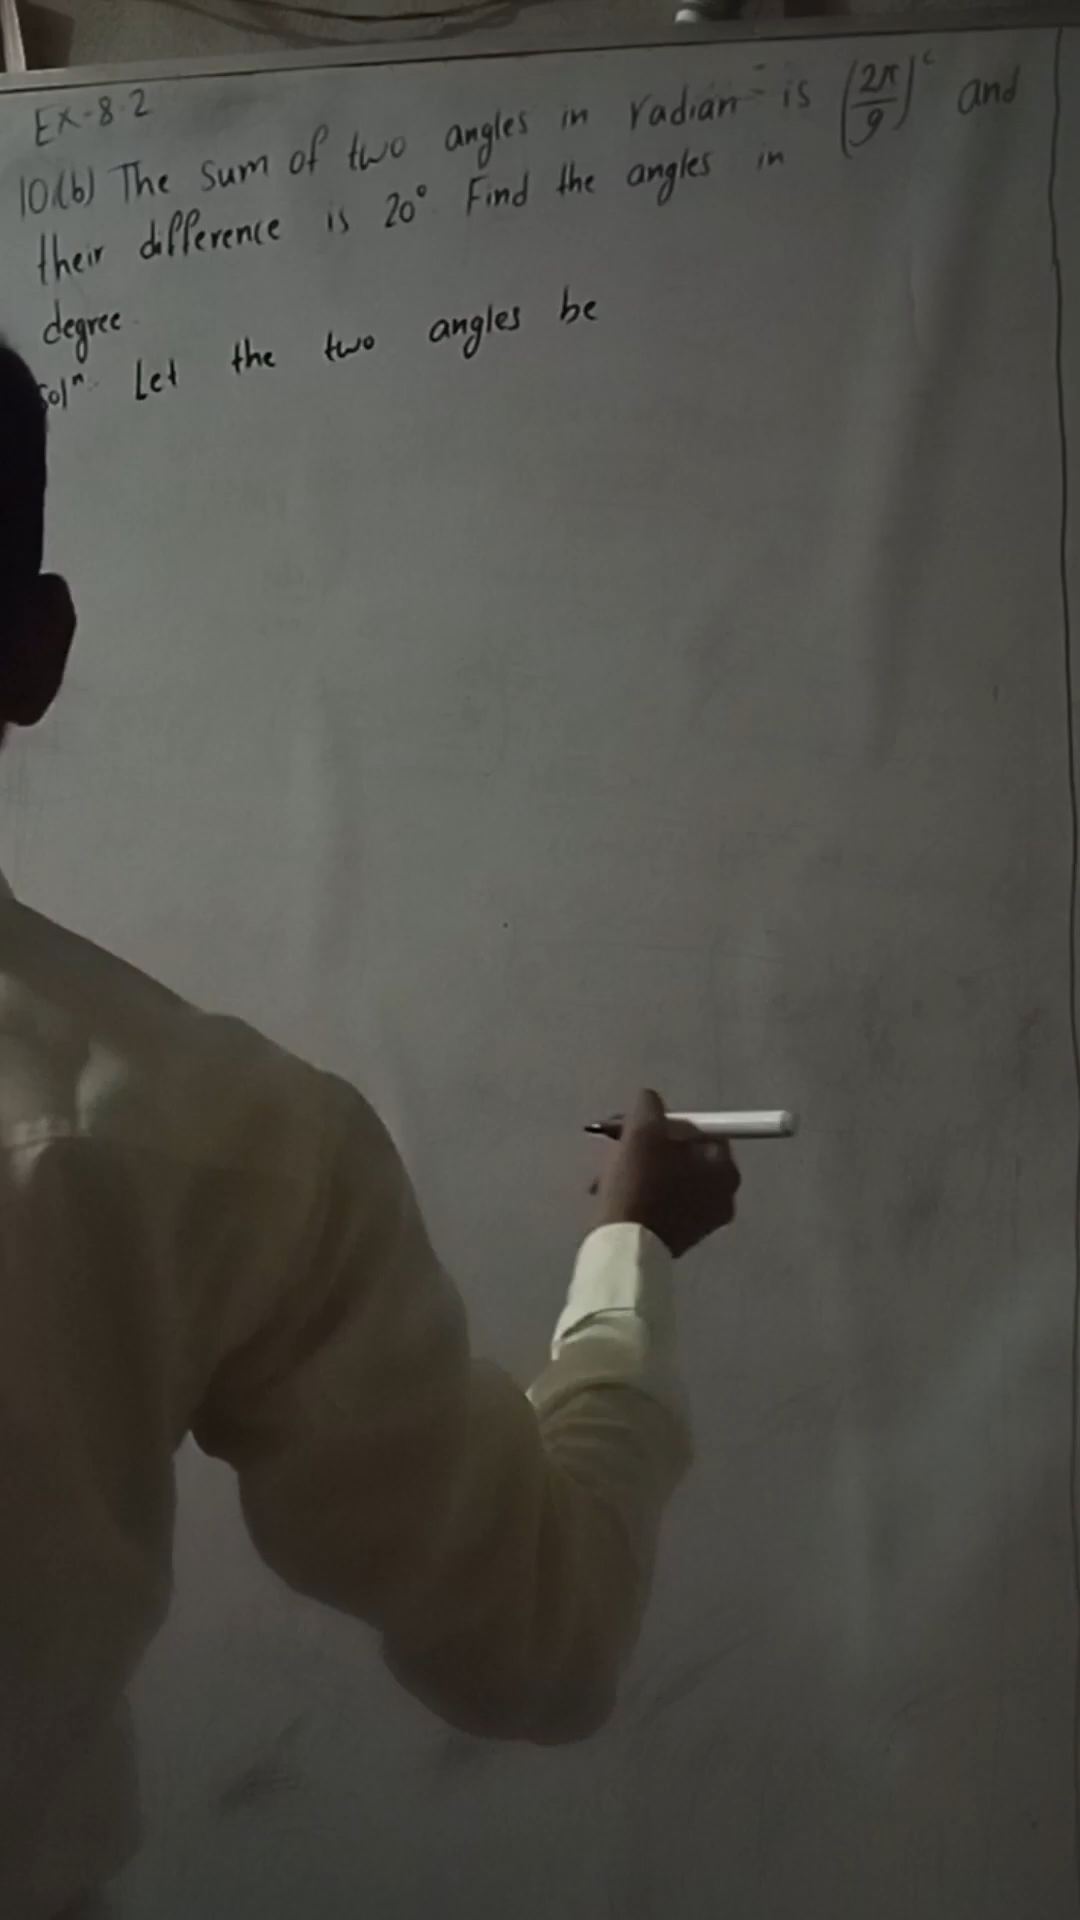 Ex-8.2
10.(b) The sum of two angles in radian is (2π/9)ᶜ and
their difference is 20°. Find the angles in
degree.
Solⁿ. Let the two angles be